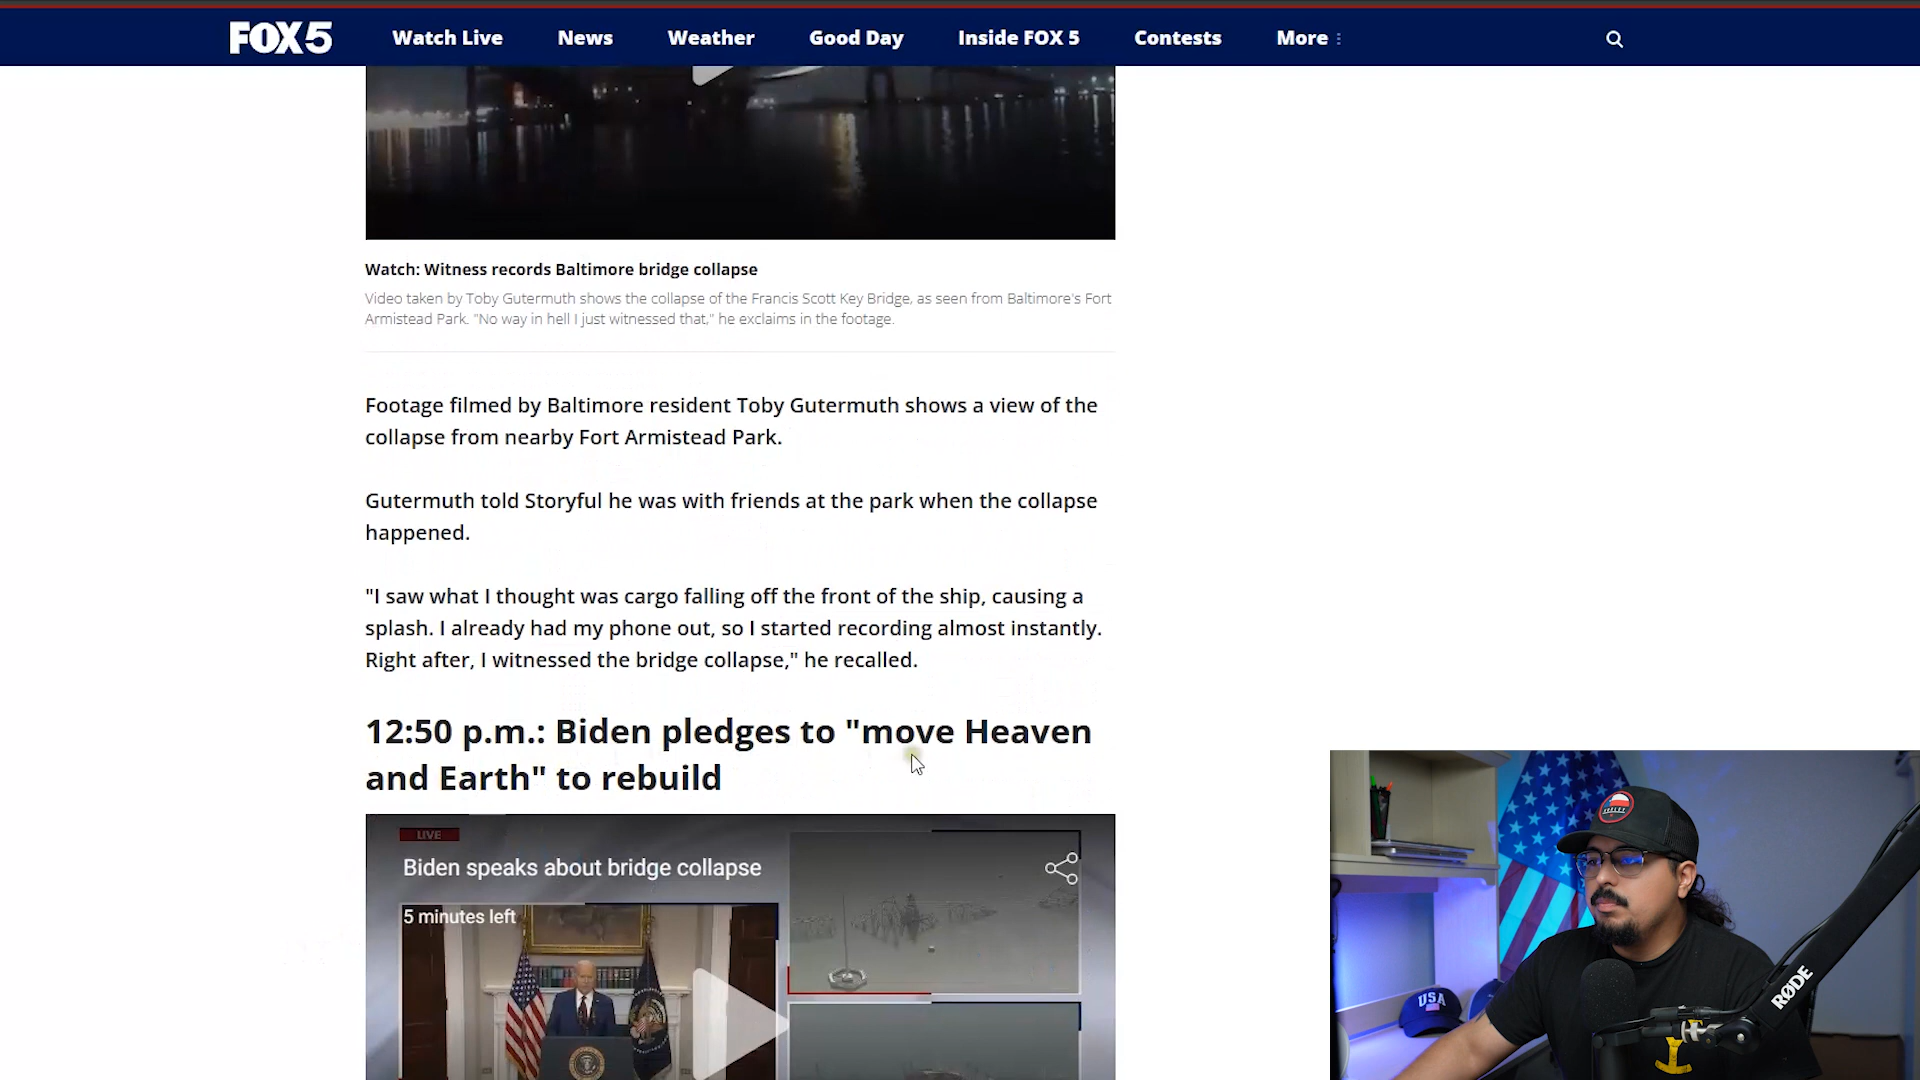 FOX 5
Watch Live
News
Weather
Good Day
Inside FOX 5
Contests
More
Watch: Witness records Baltimore bridge collapse
Video taken by Toby Gutermuth shows the collapse of the Francis Scott Key Bridge, as seen from Baltimore's Fort
Armistead Park. "No way in hell I just witnessed that," he exclaims in the footage.
Footage filmed by Baltimore resident Toby Gutermuth shows a view of the
collapse from nearby Fort Armistead Park.
Gutermuth told Storyful he was with friends at the park when the collapse
happened.
"I saw what I thought was cargo falling off the front of the ship, causing a
splash. I already had my phone out, so I started recording almost instantly.
Right after, I witnessed the bridge collapse," he recalled.
12:50 p.m.: Biden pledges to "move Heaven
and Earth" to rebuild
LIVE
Biden speaks about bridge collapse
5 minutes left
USA
RØDE